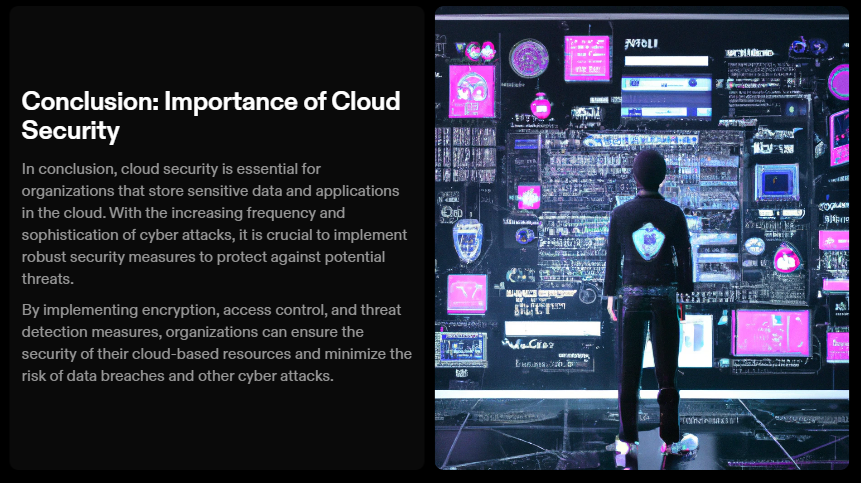 Conclusion: Importance of Cloud
Security
In conclusion, cloud security is essential for
organizations that store sensitive data and applications
in the cloud. With the increasing frequency and
sophistication of cyber attacks, it is crucial to implement
robust security measures to protect against potential
threats.
By implementing encryption, access control, and threat
detection measures, organizations can ensure the
security of their cloud-based resources and minimize the
risk of data breaches and other cyber attacks.